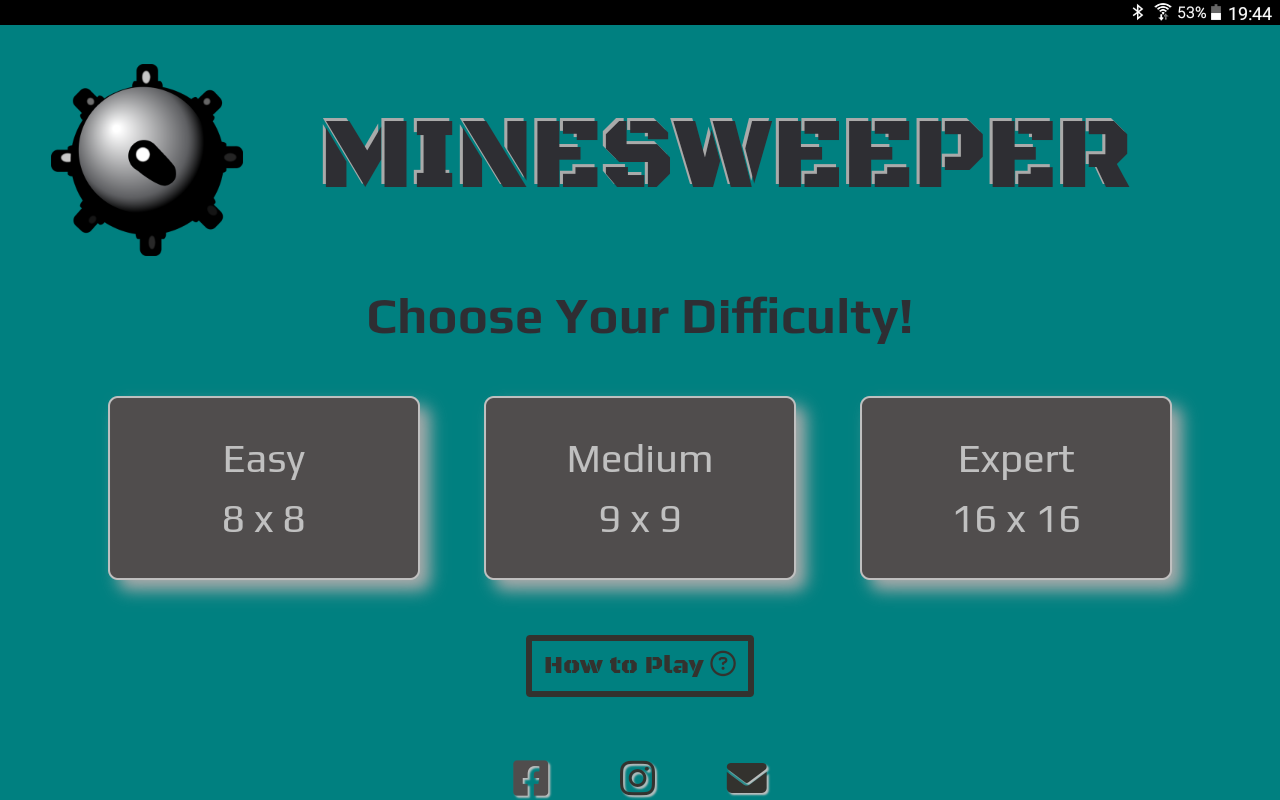 53% 19:44
MINESWEEPER
Choose Your Difficulty!
Easy
8 x 8
Medium
9 x 9
Expert
16 x 16
How to Play ?